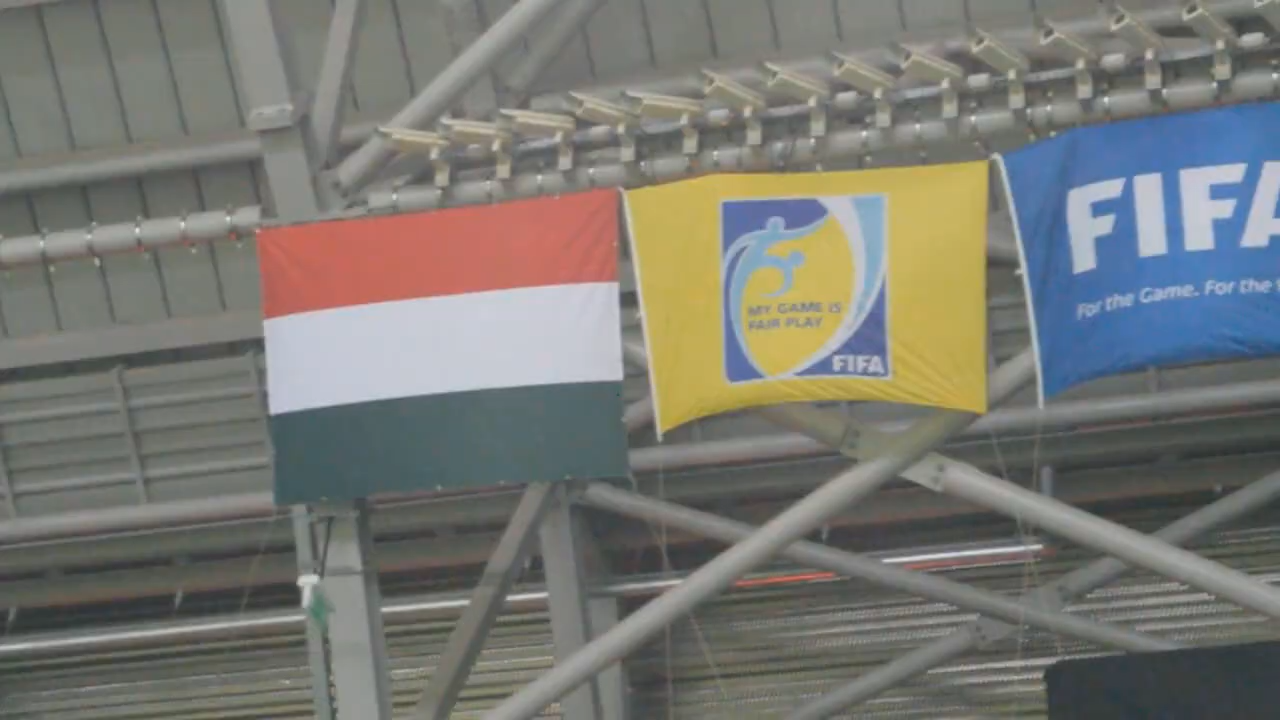 MY GAME IS
FAIR PLAY
FIFA
FIFA
For the Game. For the